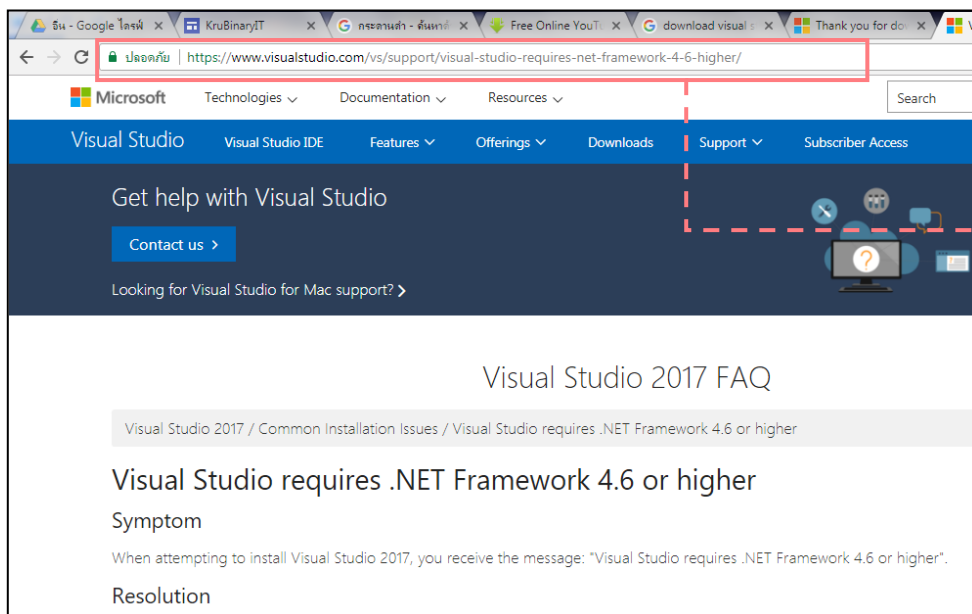 ธีน - Google ไดรฟ์ KruBinaryIT กระดานดำ - ค้นหาด้ Free Online YouTu download visual s Thank you for dow V
ปลอดภัย https://www.visualstudio.com/vs/support/visual-studio-requires-net-framework-4-6-higher/
Microsoft Technologies Documentation Resources Search
Visual Studio Visual Studio IDE Features Offerings Downloads Support Subscriber Access
Get help with Visual Studio
Contact us
Looking for Visual Studio for Mac support?
Visual Studio 2017 FAQ
Visual Studio 2017 / Common Installation Issues / Visual Studio requires .NET Framework 4.6 or higher
Visual Studio requires .NET Framework 4.6 or higher
Symptom
When attempting to install Visual Studio 2017, you receive the message: "Visual Studio requires .NET Framework 4.6 or higher".
Resolution